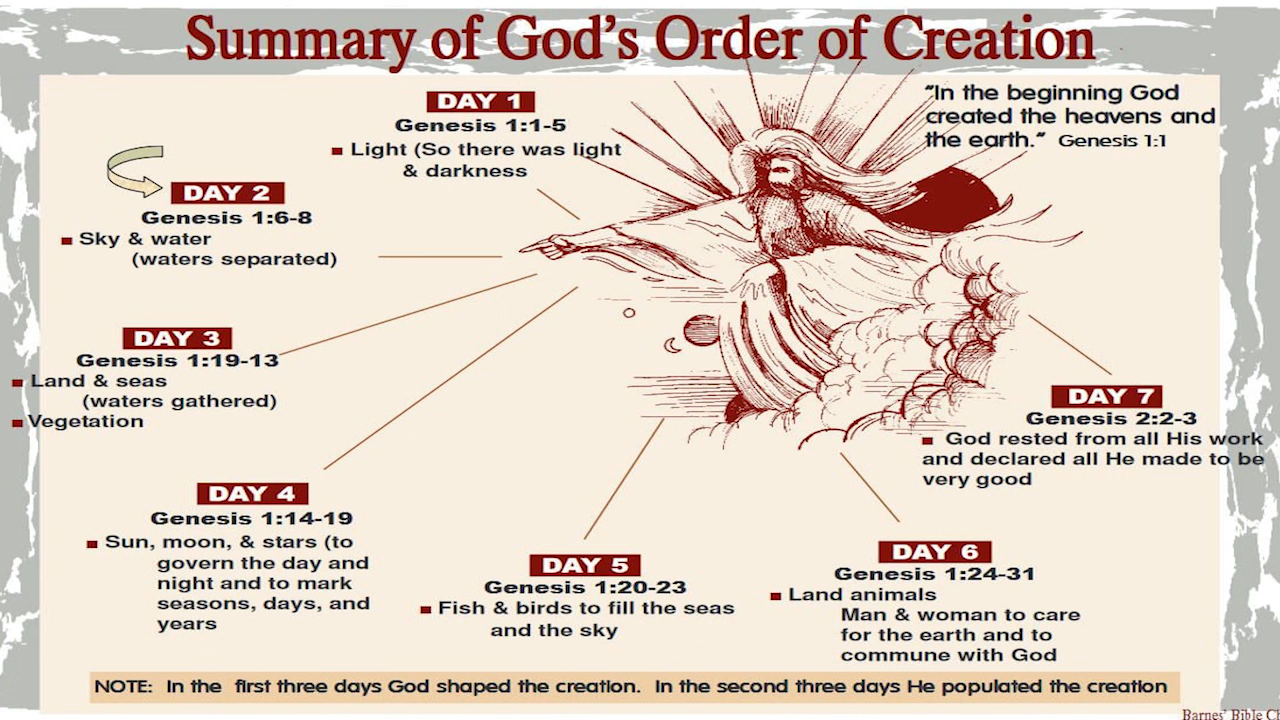 Summary of God's Order of Creation
"In the beginning God
created the heavens and
the earth." Genesis 1:1
DAY 1
Genesis 1:1-5
▪ Light (So there was light
& darkness
DAY 2
Genesis 1:6-8
▪ Sky & water
(waters separated)
DAY 3
Genesis 1:19-13
▪ Land & seas
(waters gathered)
▪ Vegetation
DAY 4
Genesis 1:14-19
▪ Sun, moon, & stars (to
govern the day and
night and to mark
seasons, days, and
years
DAY 5
Genesis 1:20-23
▪ Fish & birds to fill the seas
and the sky
DAY 6
Genesis 1:24-31
▪ Land animals
Man & woman to care
for the earth and to
commune with God
DAY 7
Genesis 2:2-3
▪ God rested from all His work
and declared all He made to be
very good
NOTE: In the first three days God shaped the creation. In the second three days He populated the creation
Barnes' Bible